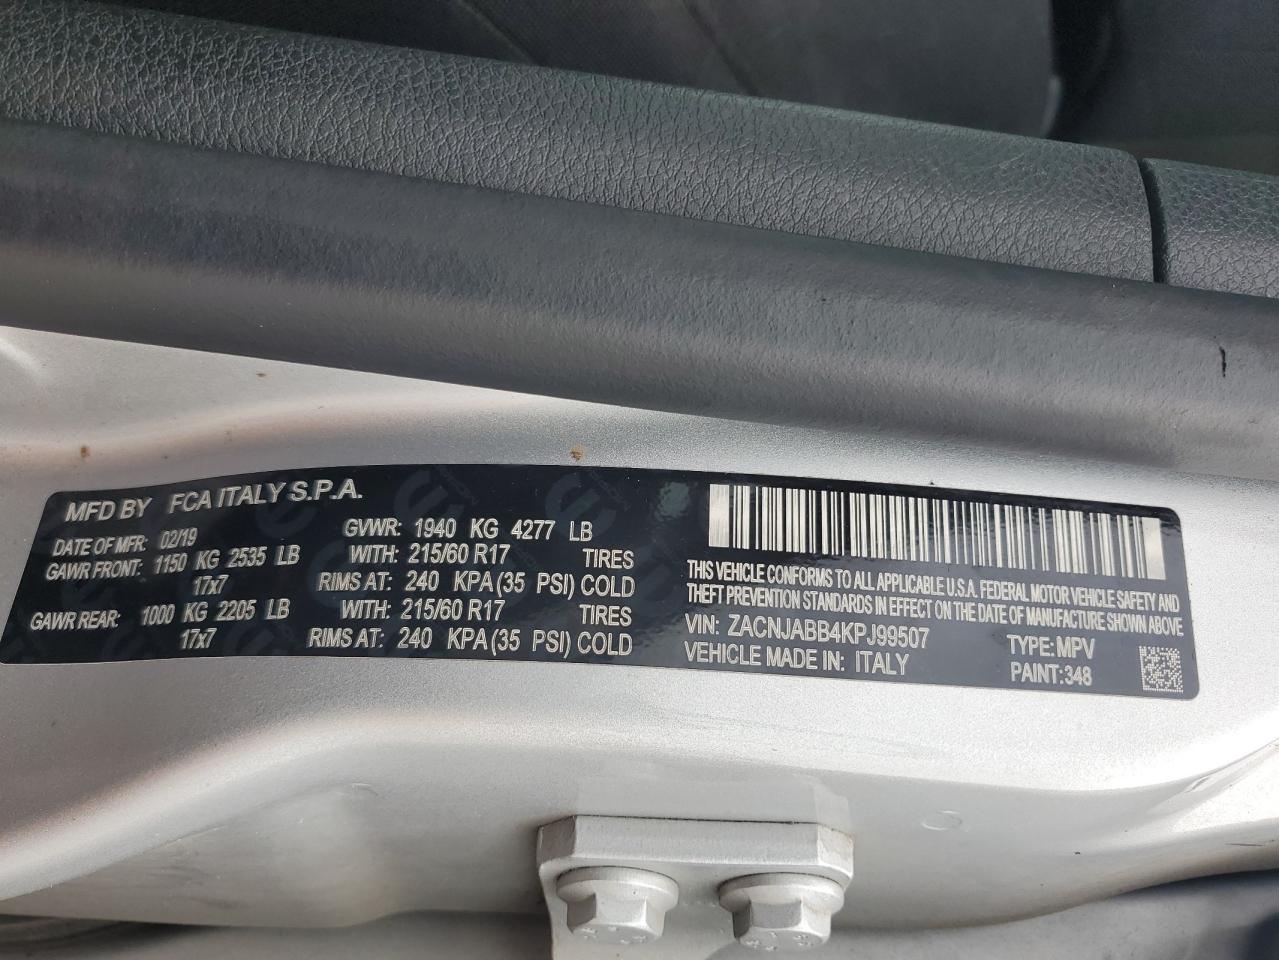 MFD BY FCA ITALY S.P.A.
DATE OF MFR: 02/19 GVWR: 1940 KG 4277 LB
GAWR FRONT: 1150 KG 2535 LB WITH: 215/60 R17 TIRES
17x7 RIMS AT: 240 KPA(35 PSI) COLD
GAWR REAR: 1000 KG 2205 LB WITH: 215/60 R17 TIRES
17x7 RIMS AT: 240 KPA(35 PSI) COLD
THIS VEHICLE CONFORMS TO ALL APPLICABLE U.S.A. FEDERAL MOTOR VEHICLE SAFETY AND
THEFT PREVENTION STANDARDS IN EFFECT ON THE DATE OF MANUFACTURE SHOWN ABOVE
VIN: ZACNJABB4KPJ99507 TYPE: MPV
VEHICLE MADE IN: ITALY PAINT:348